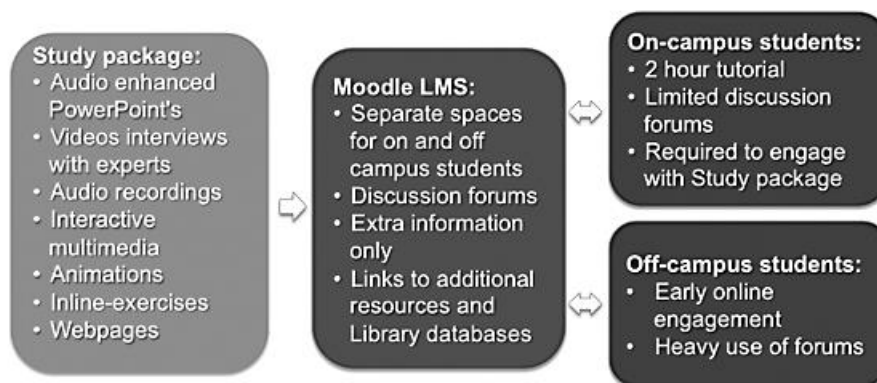 Study package:
• Audio enhanced
PowerPoint's
• Videos interviews
with experts
• Audio recordings
• Interactive
multimedia
• Animations
• Inline-exercises
• Webpages
Moodle LMS:
• Separate spaces
for on and off
campus students
• Discussion forums
• Extra information
only
• Links to additional
resources and
Library databases
On-campus students:
• 2 hour tutorial
• Limited discussion
forums
• Required to engage
with Study package
Off-campus students:
• Early online
engagement
• Heavy use of forums